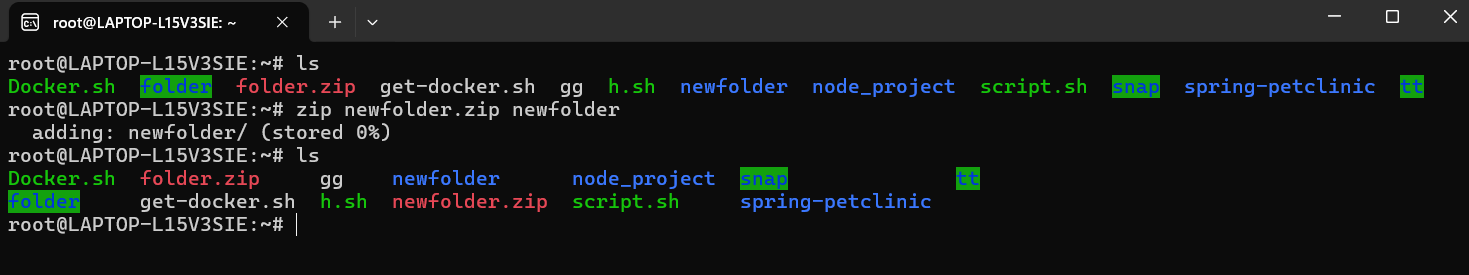 root@LAPTOP-L15V3SIE: ~
root@LAPTOP-L15V3SIE:~# ls
Docker.sh folder folder.zip get-docker.sh gg h.sh newfolder node_project script.sh snap spring-petclinic tt
root@LAPTOP-L15V3SIE:~# zip newfolder.zip newfolder
  adding: newfolder/ (stored 0%)
root@LAPTOP-L15V3SIE:~# ls
Docker.sh folder.zip gg newfolder node_project snap tt
folder get-docker.sh h.sh newfolder.zip script.sh spring-petclinic
root@LAPTOP-L15V3SIE:~#